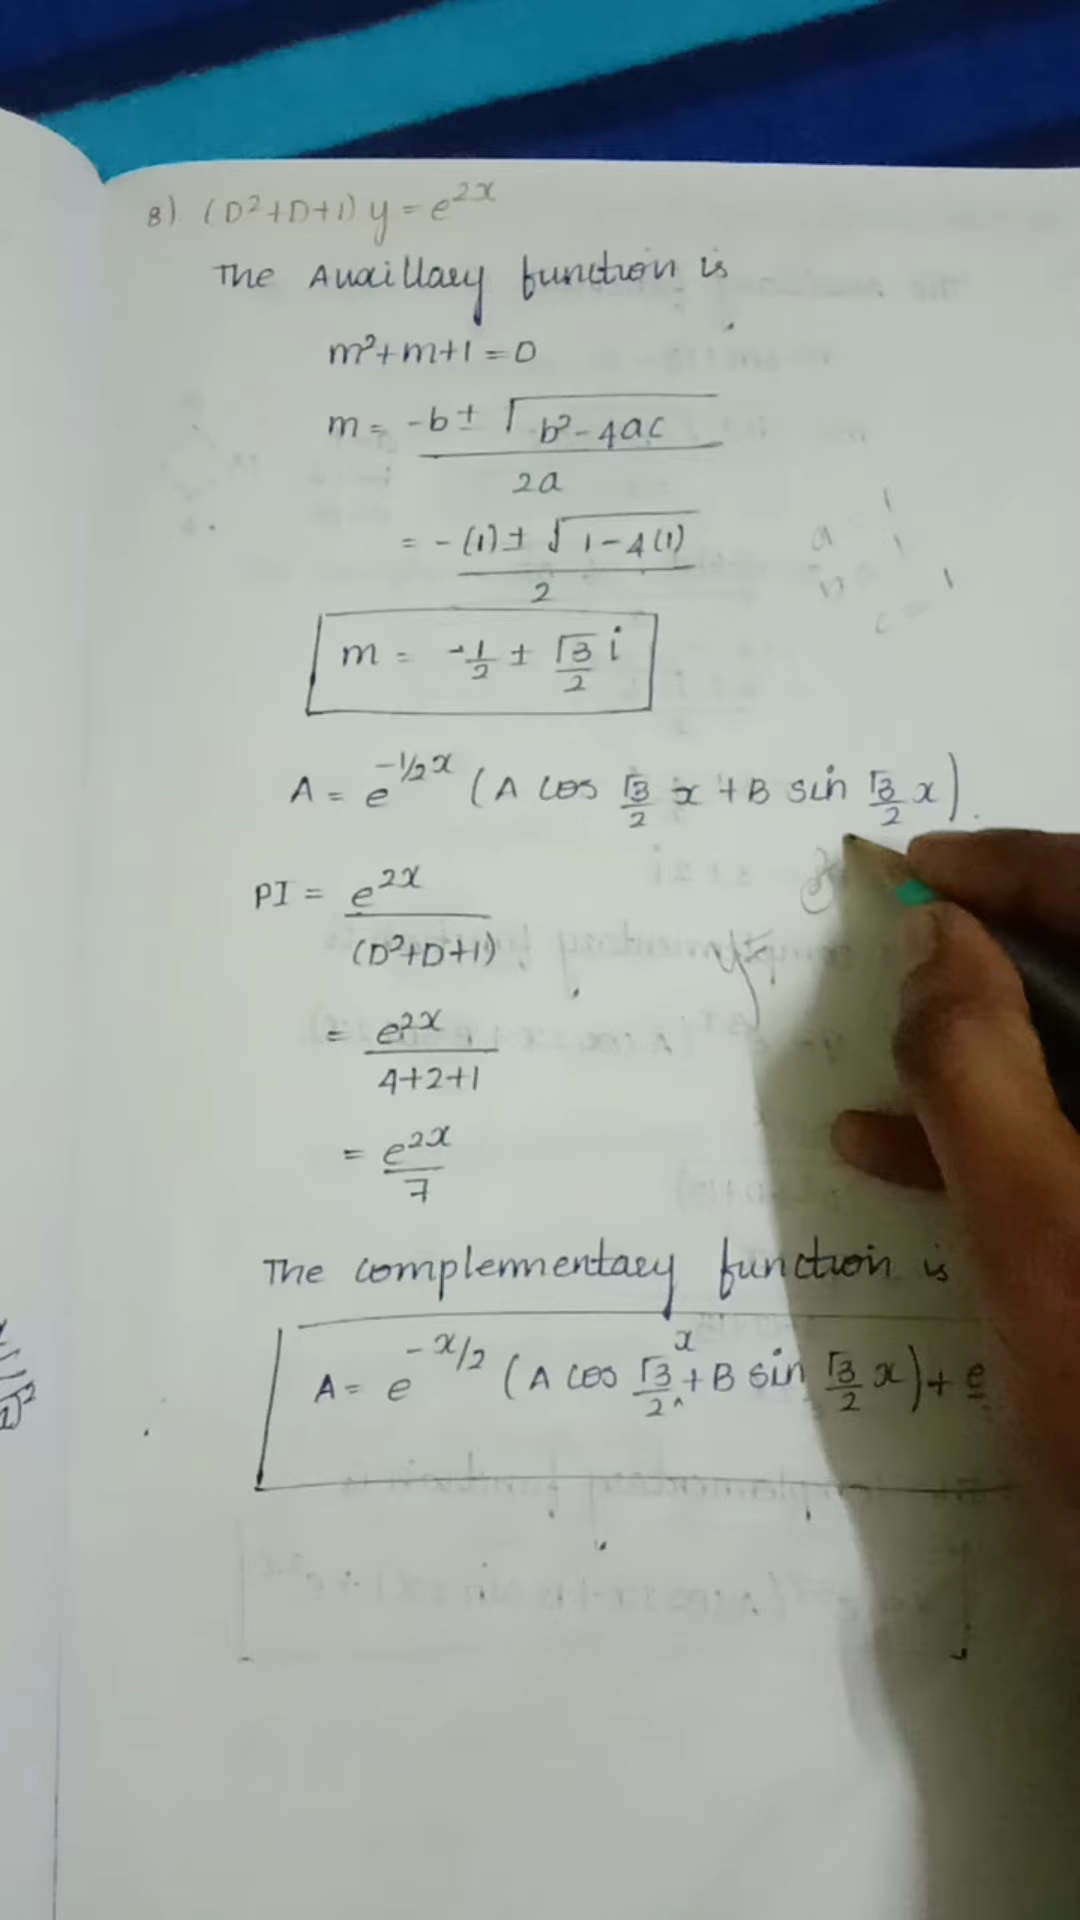 8) (D²+D+1) y = e^2x
The Auxillary function is
m²+m+1 = 0
m = -b ± √b²-4ac
2a
= -(1) ± √1-4(1)
2
m = -1/2 ± √3/2 i
A = e^-1/2x (A cos √3/2 x + B sin √3/2 x).
PI = e^2x
(D²+D+1)
= e^2x
4+2+1
= e^2x
7
The complementary function is
A = e^-x/2 (A cos √3/2 x + B sin √3/2 x) + e